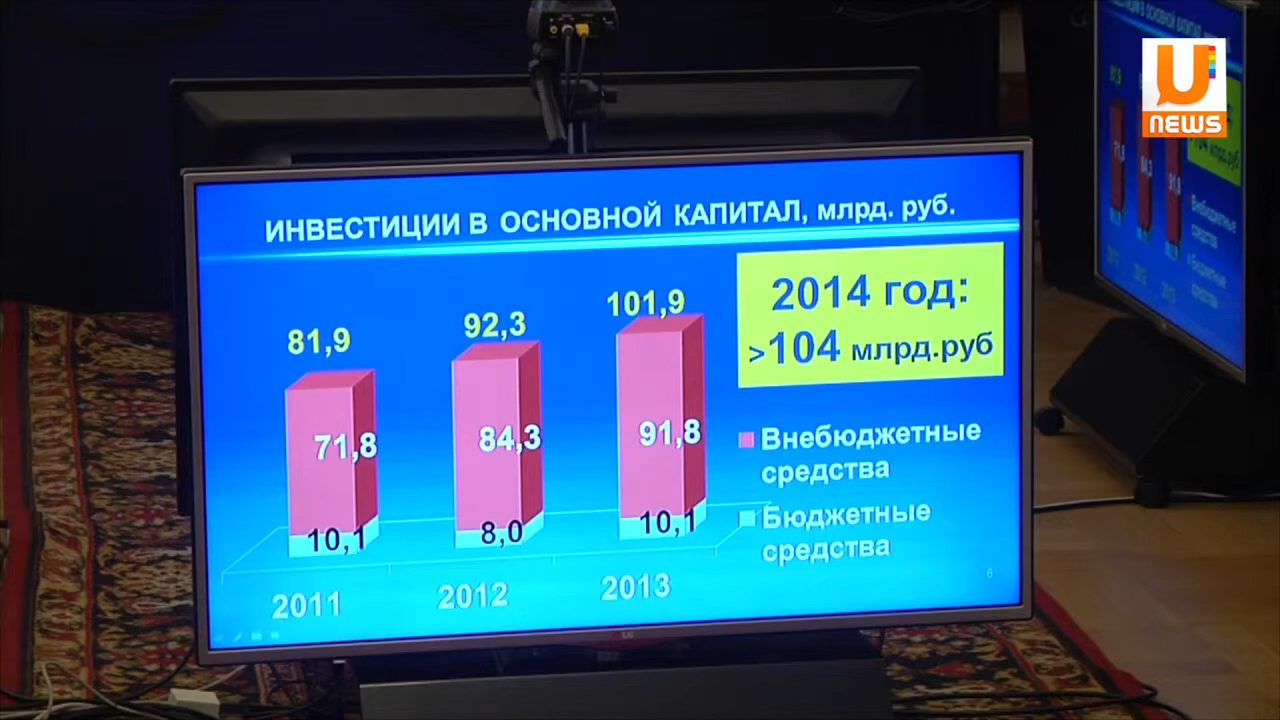 U
NEWS
ИНВЕСТИЦИИ В ОСНОВНОЙ КАПИТАЛ, млрд. руб.
2014 год:
>104 млрд.руб
81,9
92,3
101,9
71,8
84,3
91,8
10,1
8,0
10,1
2011
2012
2013
Внебюджетные
средства
Бюджетные
средства
6
LG